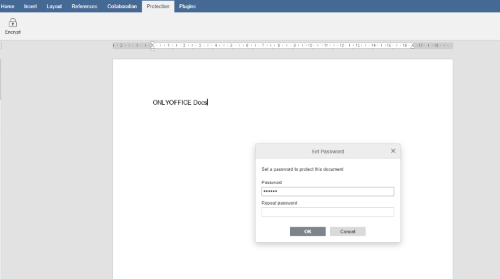 Home Insert Layout References Collaboration Protection Plugins
Encrypt
ONLYOFFICE Docs
Set Password
Set a password to protect this document
Password
••••••
Repeat password
OK Cancel